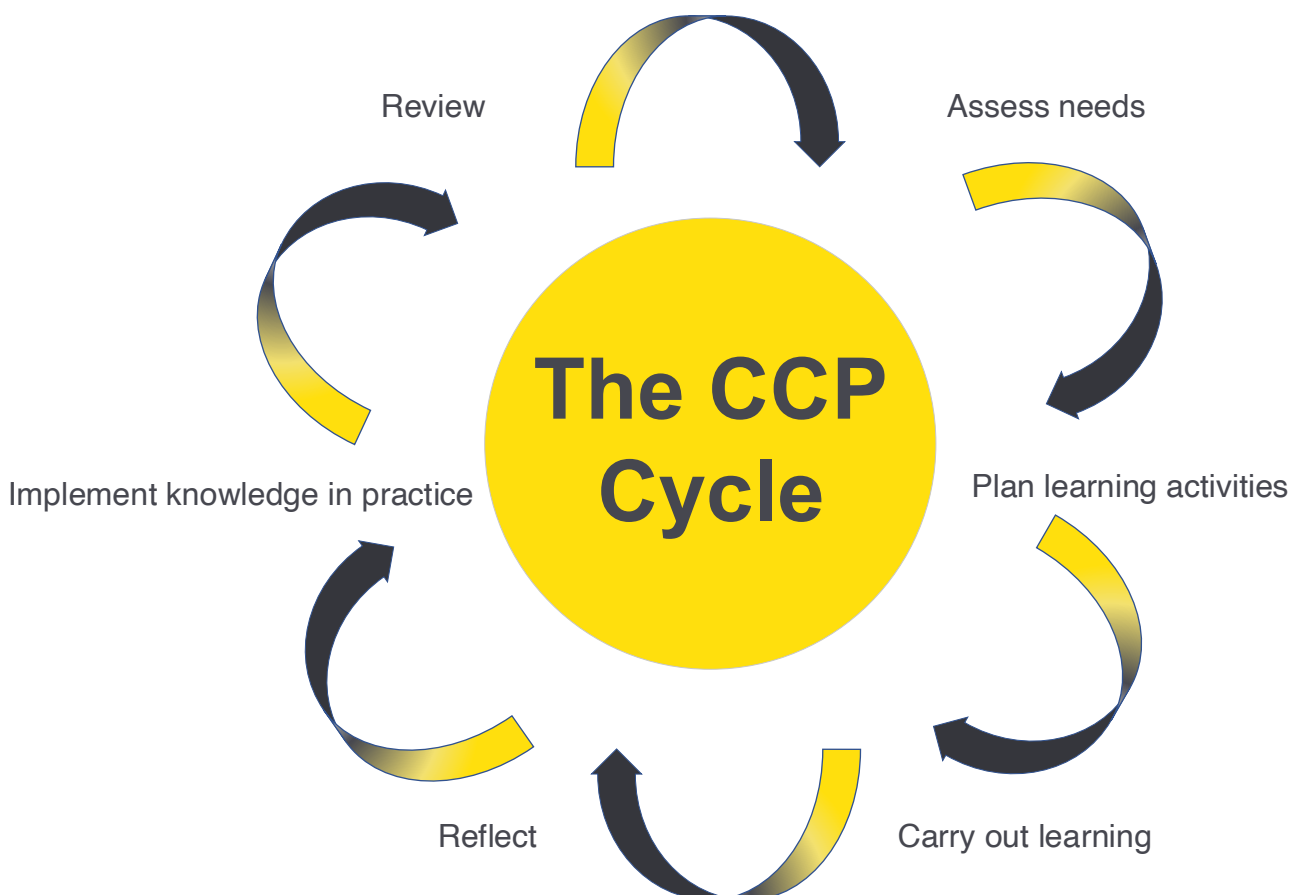 Review
Assess needs
The CCP
Cycle
Implement knowledge in practice
Plan learning activities
Reflect
Carry out learning